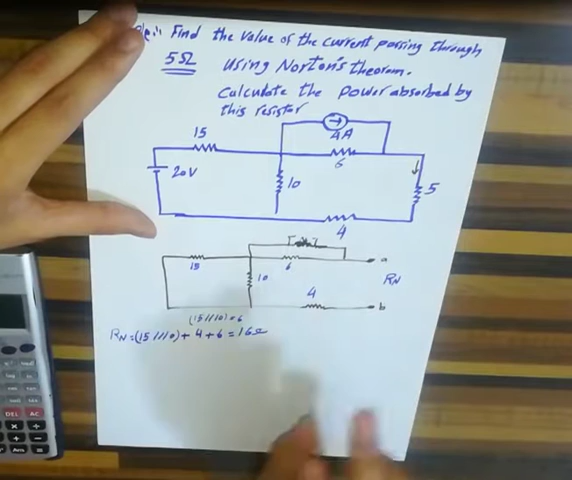 Find the value of the current passing through
5Ω using Norton's theorem.
Calculate the power absorbed by
this resistor
4A
15
6
20V
10
5
4
15
6
a
10
RN
4
b
(15//10)=6
RN=(15//10)+4+6=16Ω
DEL AC